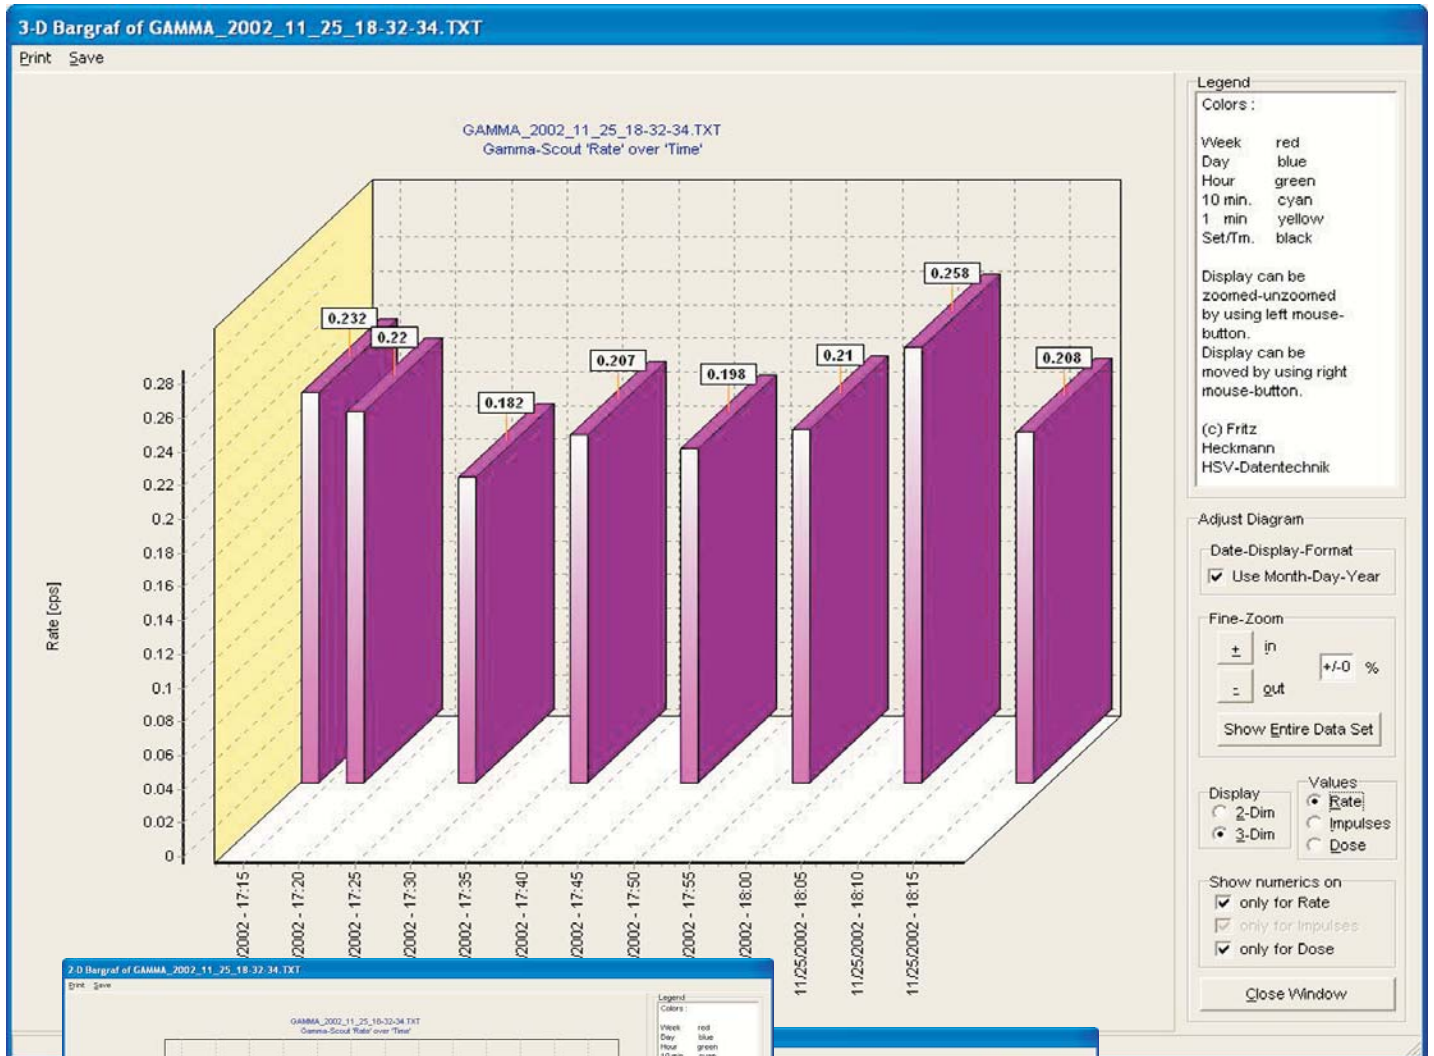 3-D Bargraf of GAMMA_2002_11_25_18-32-34.TXT
Print Save
GAMMA_2002_11_25_18-32-34.TXT
Gamma-Scout 'Rate' over 'Time'
0.232
0.22
0.182
0.207
0.198
0.21
0.258
0.208
0.28
0.26
0.24
0.22
0.2
0.18
0.16
0.14
0.12
0.1
0.08
0.06
0.04
0.02
0
Rate [cps]
/2002 - 17:15
/2002 - 17:20
/2002 - 17:25
/2002 - 17:30
/2002 - 17:35
/2002 - 17:40
/2002 - 17:45
/2002 - 17:50
/2002 - 17:55
/2002 - 18:00
11/25/2002 - 18:05
11/25/2002 - 18:10
11/25/2002 - 18:15
Legend
Colors :
Week red
Day blue
Hour green
10 min. cyan
1 min yellow
Set/Tm. black
Display can be
zoomed-unzoomed
by using left mouse-
button.
Display can be
moved by using right
mouse-button.
(c) Fritz
Heckmann
HSV-Datentechnik
Adjust Diagram
Date-Display-Format
Use Month-Day-Year
Fine-Zoom
+ in
+/-0 %
- out
Show Entire Data Set
Display
2-Dim
3-Dim
Values
Rate
Impulses
Dose
Show numerics on
only for Rate
only for Impulses
only for Dose
Close Window
2-D Bargraf of GAMMA_2002_11_25_18-32-34.TXT
Print Save
GAMMA_2002_11_25_18-32-34.TXT
Gamma-Scout 'Rate' over 'Time'
Legend
Colors :
Week red
Day blue
Hour green